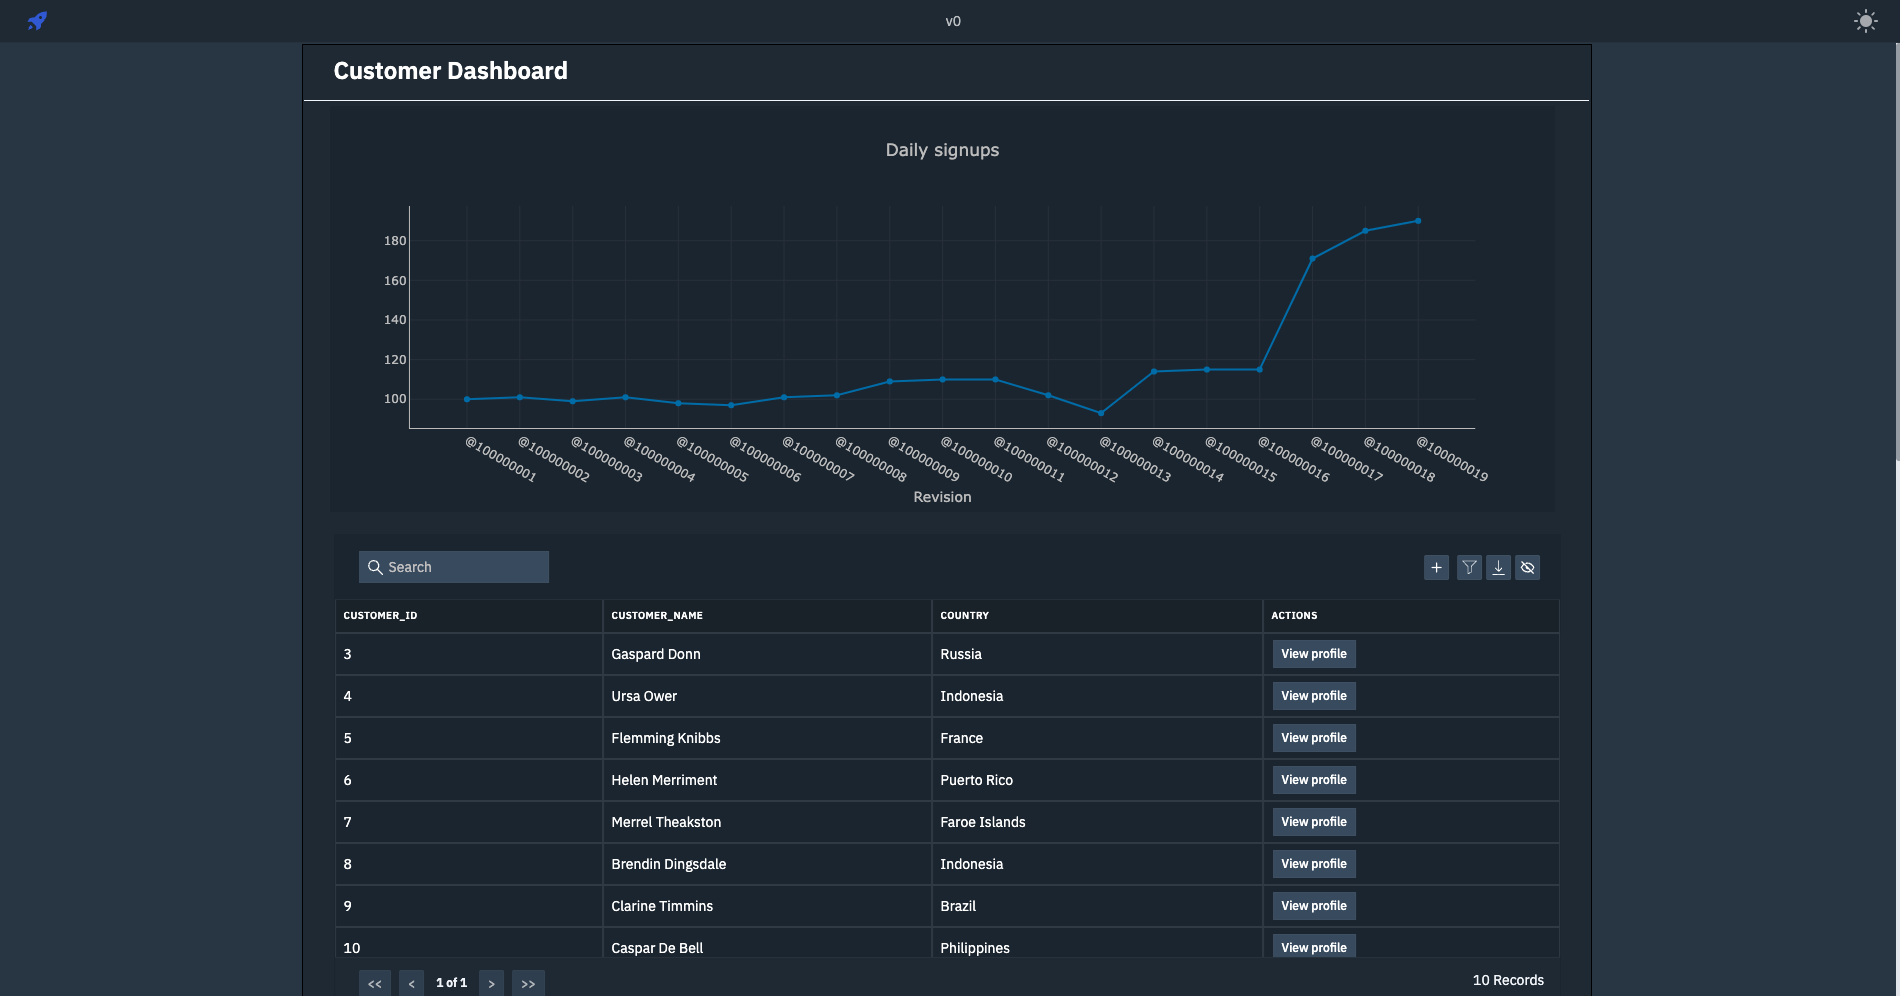 v0
Customer Dashboard
Daily signups
180
160
140
120
100
@100000001 @100000002 @100000003 @100000004 @100000005 @100000006 @100000007 @100000008 @100000009 @100000010 @100000011 @100000012 @100000013 @100000014 @100000015 @100000016 @100000017 @100000018 @100000019
Revision
Search
+
CUSTOMER_ID CUSTOMER_NAME COUNTRY ACTIONS
3 Gaspard Donn Russia View profile
4 Ursa Ower Indonesia View profile
5 Flemming Knibbs France View profile
6 Helen Merriment Puerto Rico View profile
7 Merrel Theakston Faroe Islands View profile
8 Brendin Dingsdale Indonesia View profile
9 Clarine Timmins Brazil View profile
10 Caspar De Bell Philippines View profile
<< < 1 of 1 > >> 10 Records